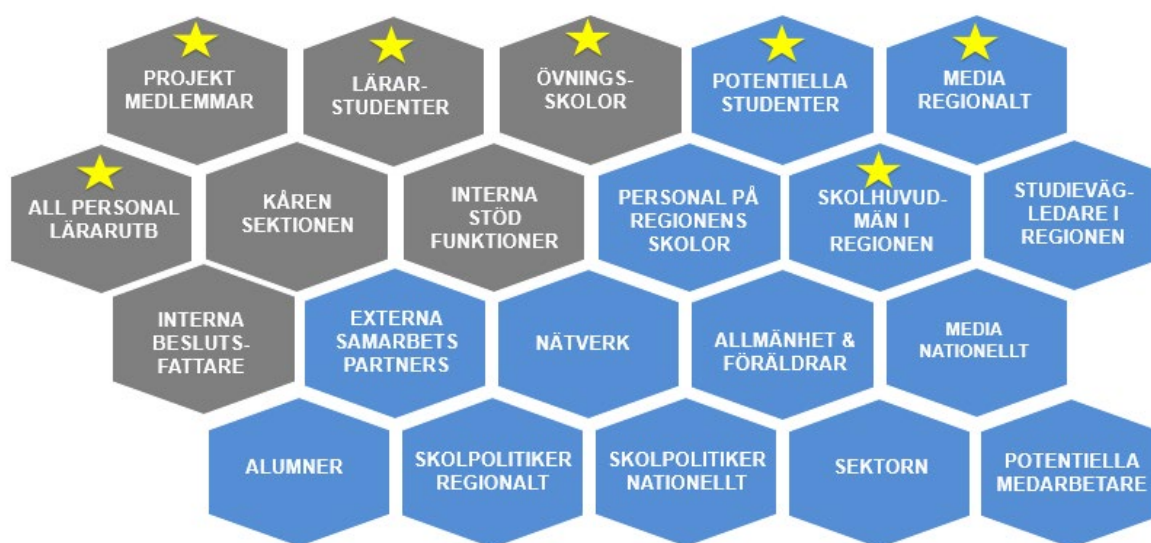 PROJEKT
MEDLEMMAR
LÄRAR-
STUDENTER
ÖVNINGS-
SKOLOR
POTENTIELLA
STUDENTER
MEDIA
REGIONALT
ALL PERSONAL
LÄRARUTB
KÅREN
SEKTIONEN
INTERNA
STÖD
FUNKTIONER
PERSONAL PÅ
REGIONENS
SKOLOR
SKOLHUVUD-
MÄN I
REGIONEN
STUDIEVÄG-
LEDARE I
REGIONEN
INTERNA
BESLUTS-
FATTARE
EXTERNA
SAMARBETS
PARTNERS
NÄTVERK
ALLMÄNHET &
FÖRÄLDRAR
MEDIA
NATIONELLT
ALUMNER
SKOLPOLITIKER
REGIONALT
SKOLPOLITIKER
NATIONELLT
SEKTORN
POTENTIELLA
MEDARBETARE